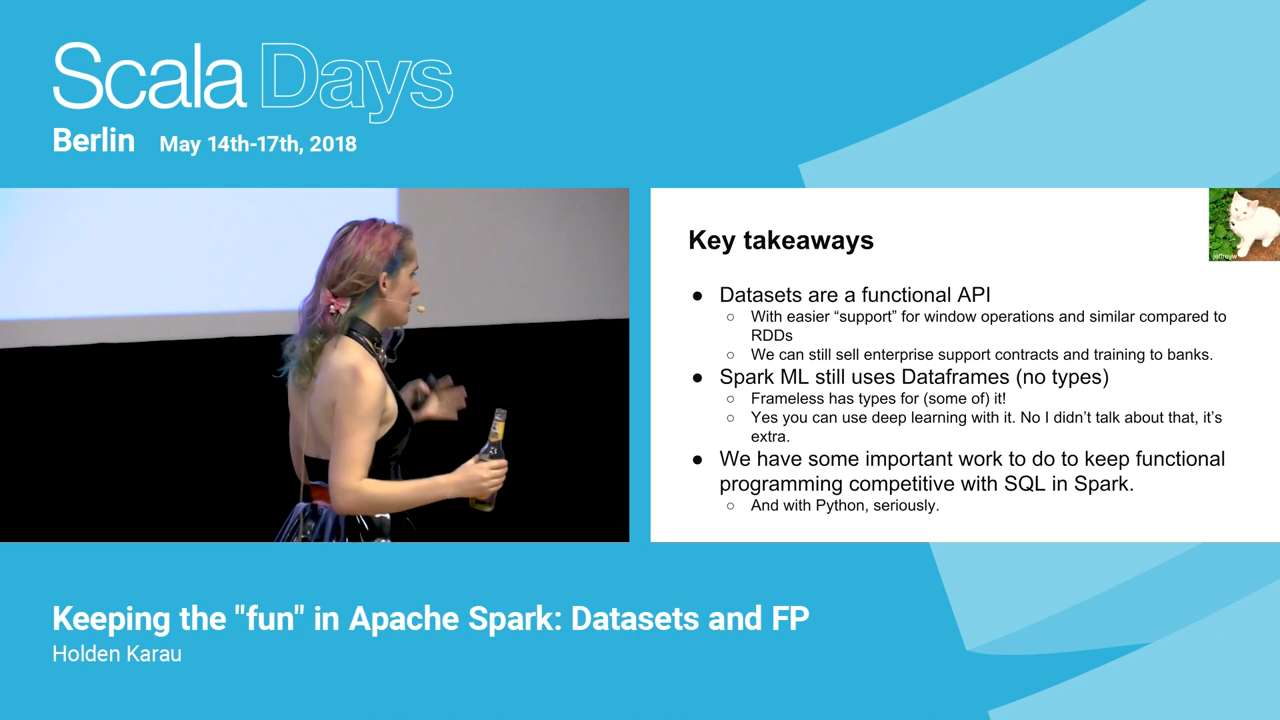 Scala Days
Berlin May 14th-17th, 2018
Key takeaways
jeffreyw
● Datasets are a functional API
○ With easier “support” for window operations and similar compared to
RDDs
○ We can still sell enterprise support contracts and training to banks.
● Spark ML still uses Dataframes (no types)
○ Frameless has types for (some of) it!
○ Yes you can use deep learning with it. No I didn’t talk about that, it’s
extra.
● We have some important work to do to keep functional
programming competitive with SQL in Spark.
○ And with Python, seriously.
Keeping the "fun" in Apache Spark: Datasets and FP
Holden Karau